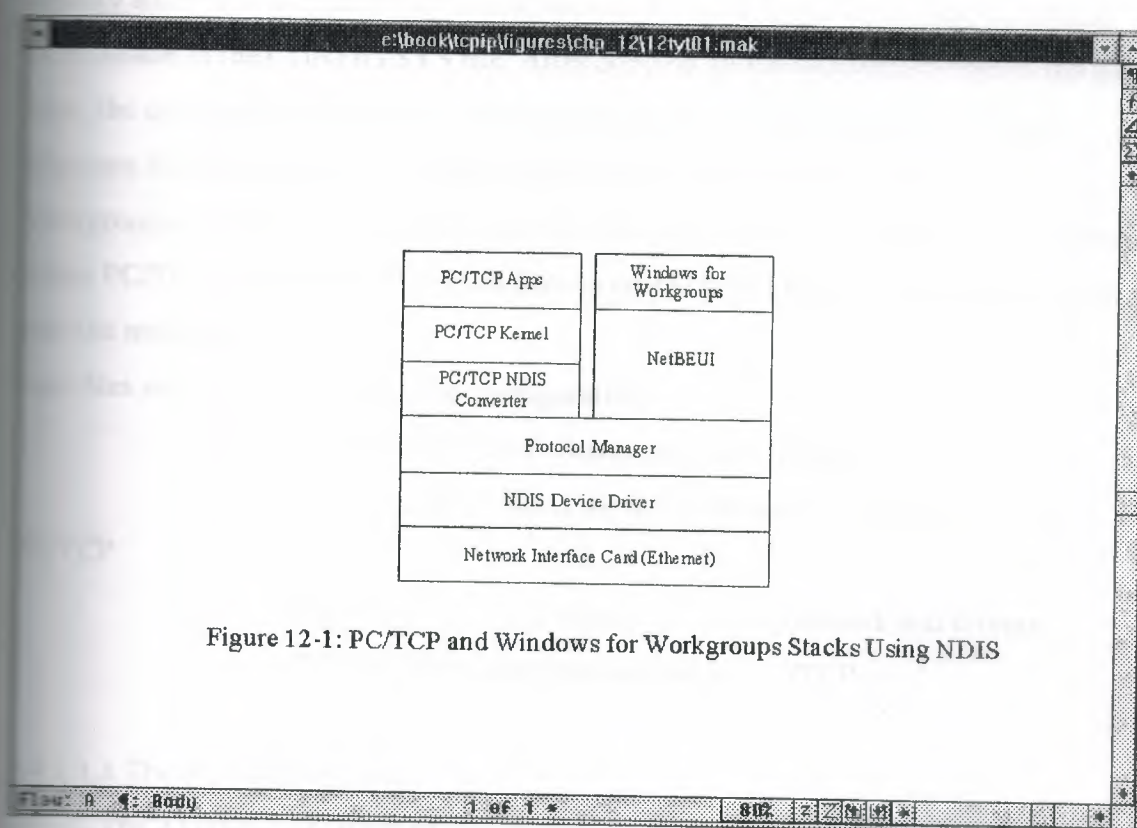 e:\book\tcpip\figures\chp_12\12tyt01.mak
PC/TCP Apps
Windows for
Workgroups
PC/TCP Kernel
NetBEUI
PC/TCP NDIS
Converter
Protocol Manager
NDIS Device Driver
Network Interface Card (Ethernet)
Figure 12-1: PC/TCP and Windows for Workgroups Stacks Using NDIS
Flow: A ¶: Body
1 of 1 *
80% Z Z